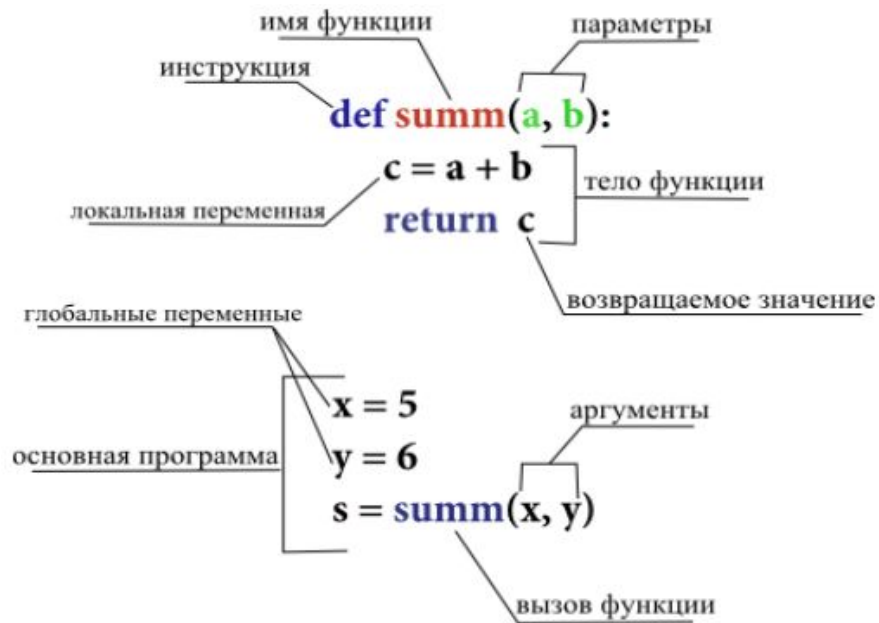 имя функции
параметры
инструкция
def summ(a, b):
c = a + b
тело функции
локальная переменная
return c
возвращаемое значение
глобальные переменные
x = 5
аргументы
основная программа
y = 6
s = summ(x, y)
вызов функции